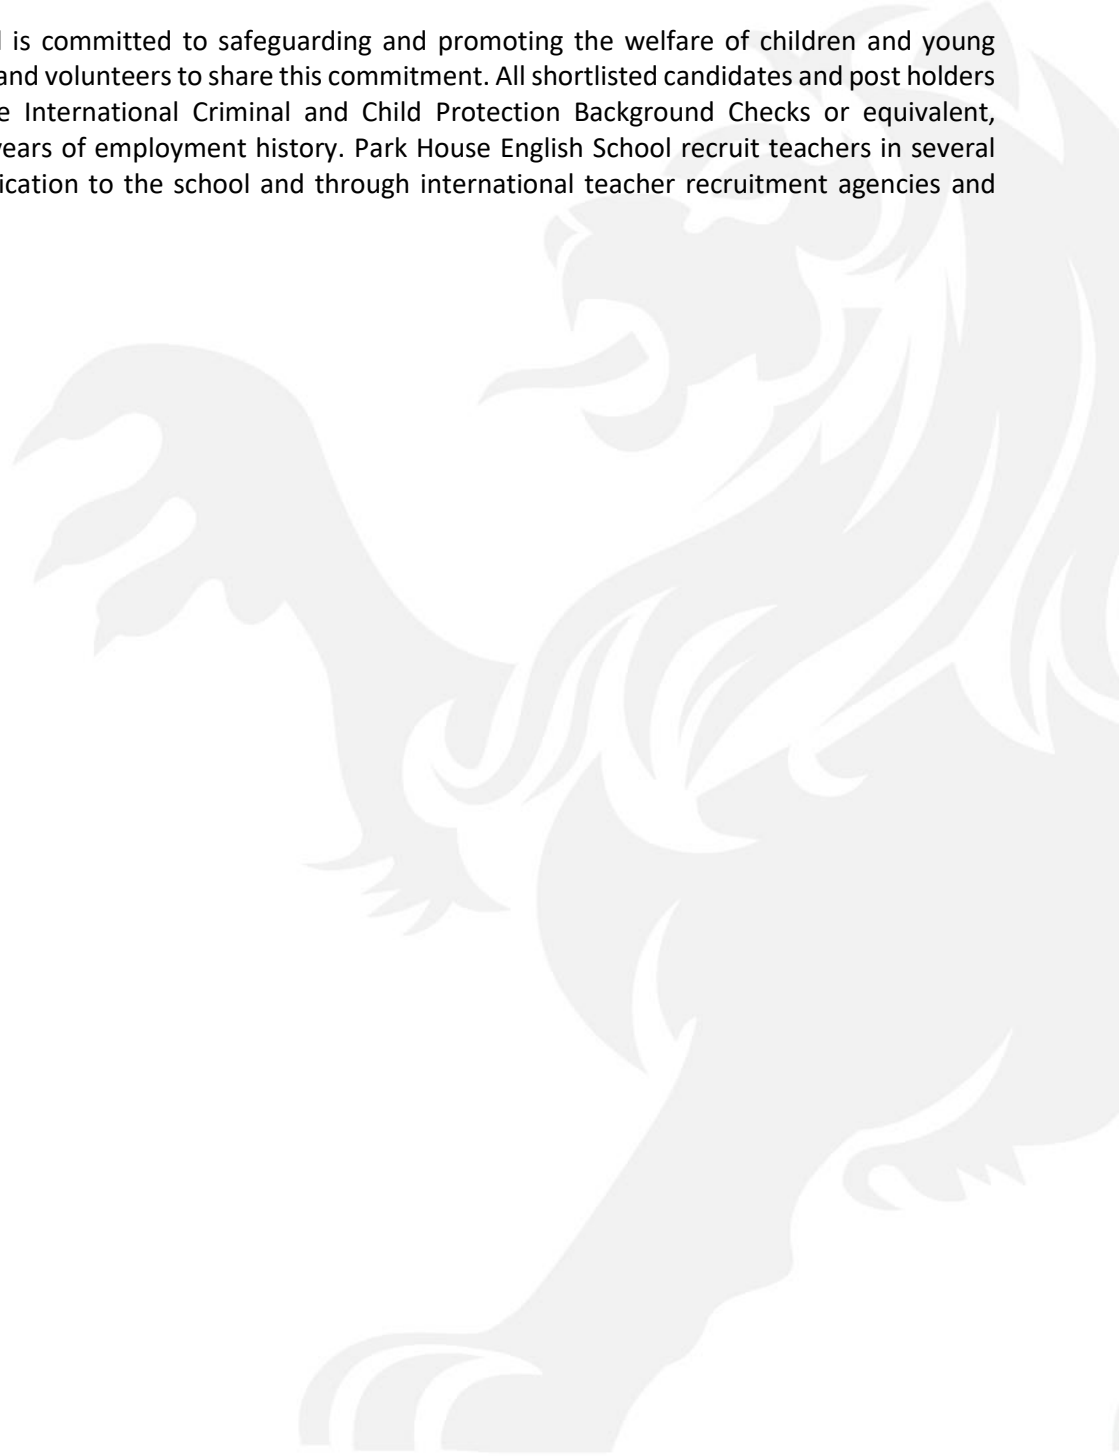 is committed to safeguarding and promoting the welfare of children and young
and volunteers to share this commitment. All shortlisted candidates and post holders
International Criminal and Child Protection Background Checks or equivalent,
years of employment history. Park House English School recruit teachers in several
to the school and through international teacher recruitment agencies and